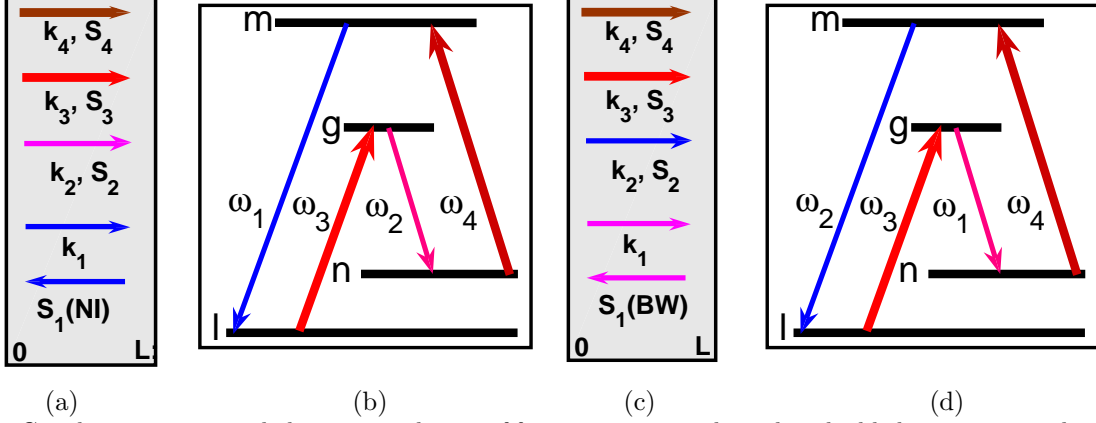 k4, S4
k3, S3
k2, S2
k1
S1(NI)
0 L
m
g
ω1 ω3 ω2 ω4
n
l
k4, S4
k3, S3
k2, S2
k1
S1(BW)
0 L
m
g
ω2 ω3 ω1 ω4
n
l
(a) (b) (c) (d)